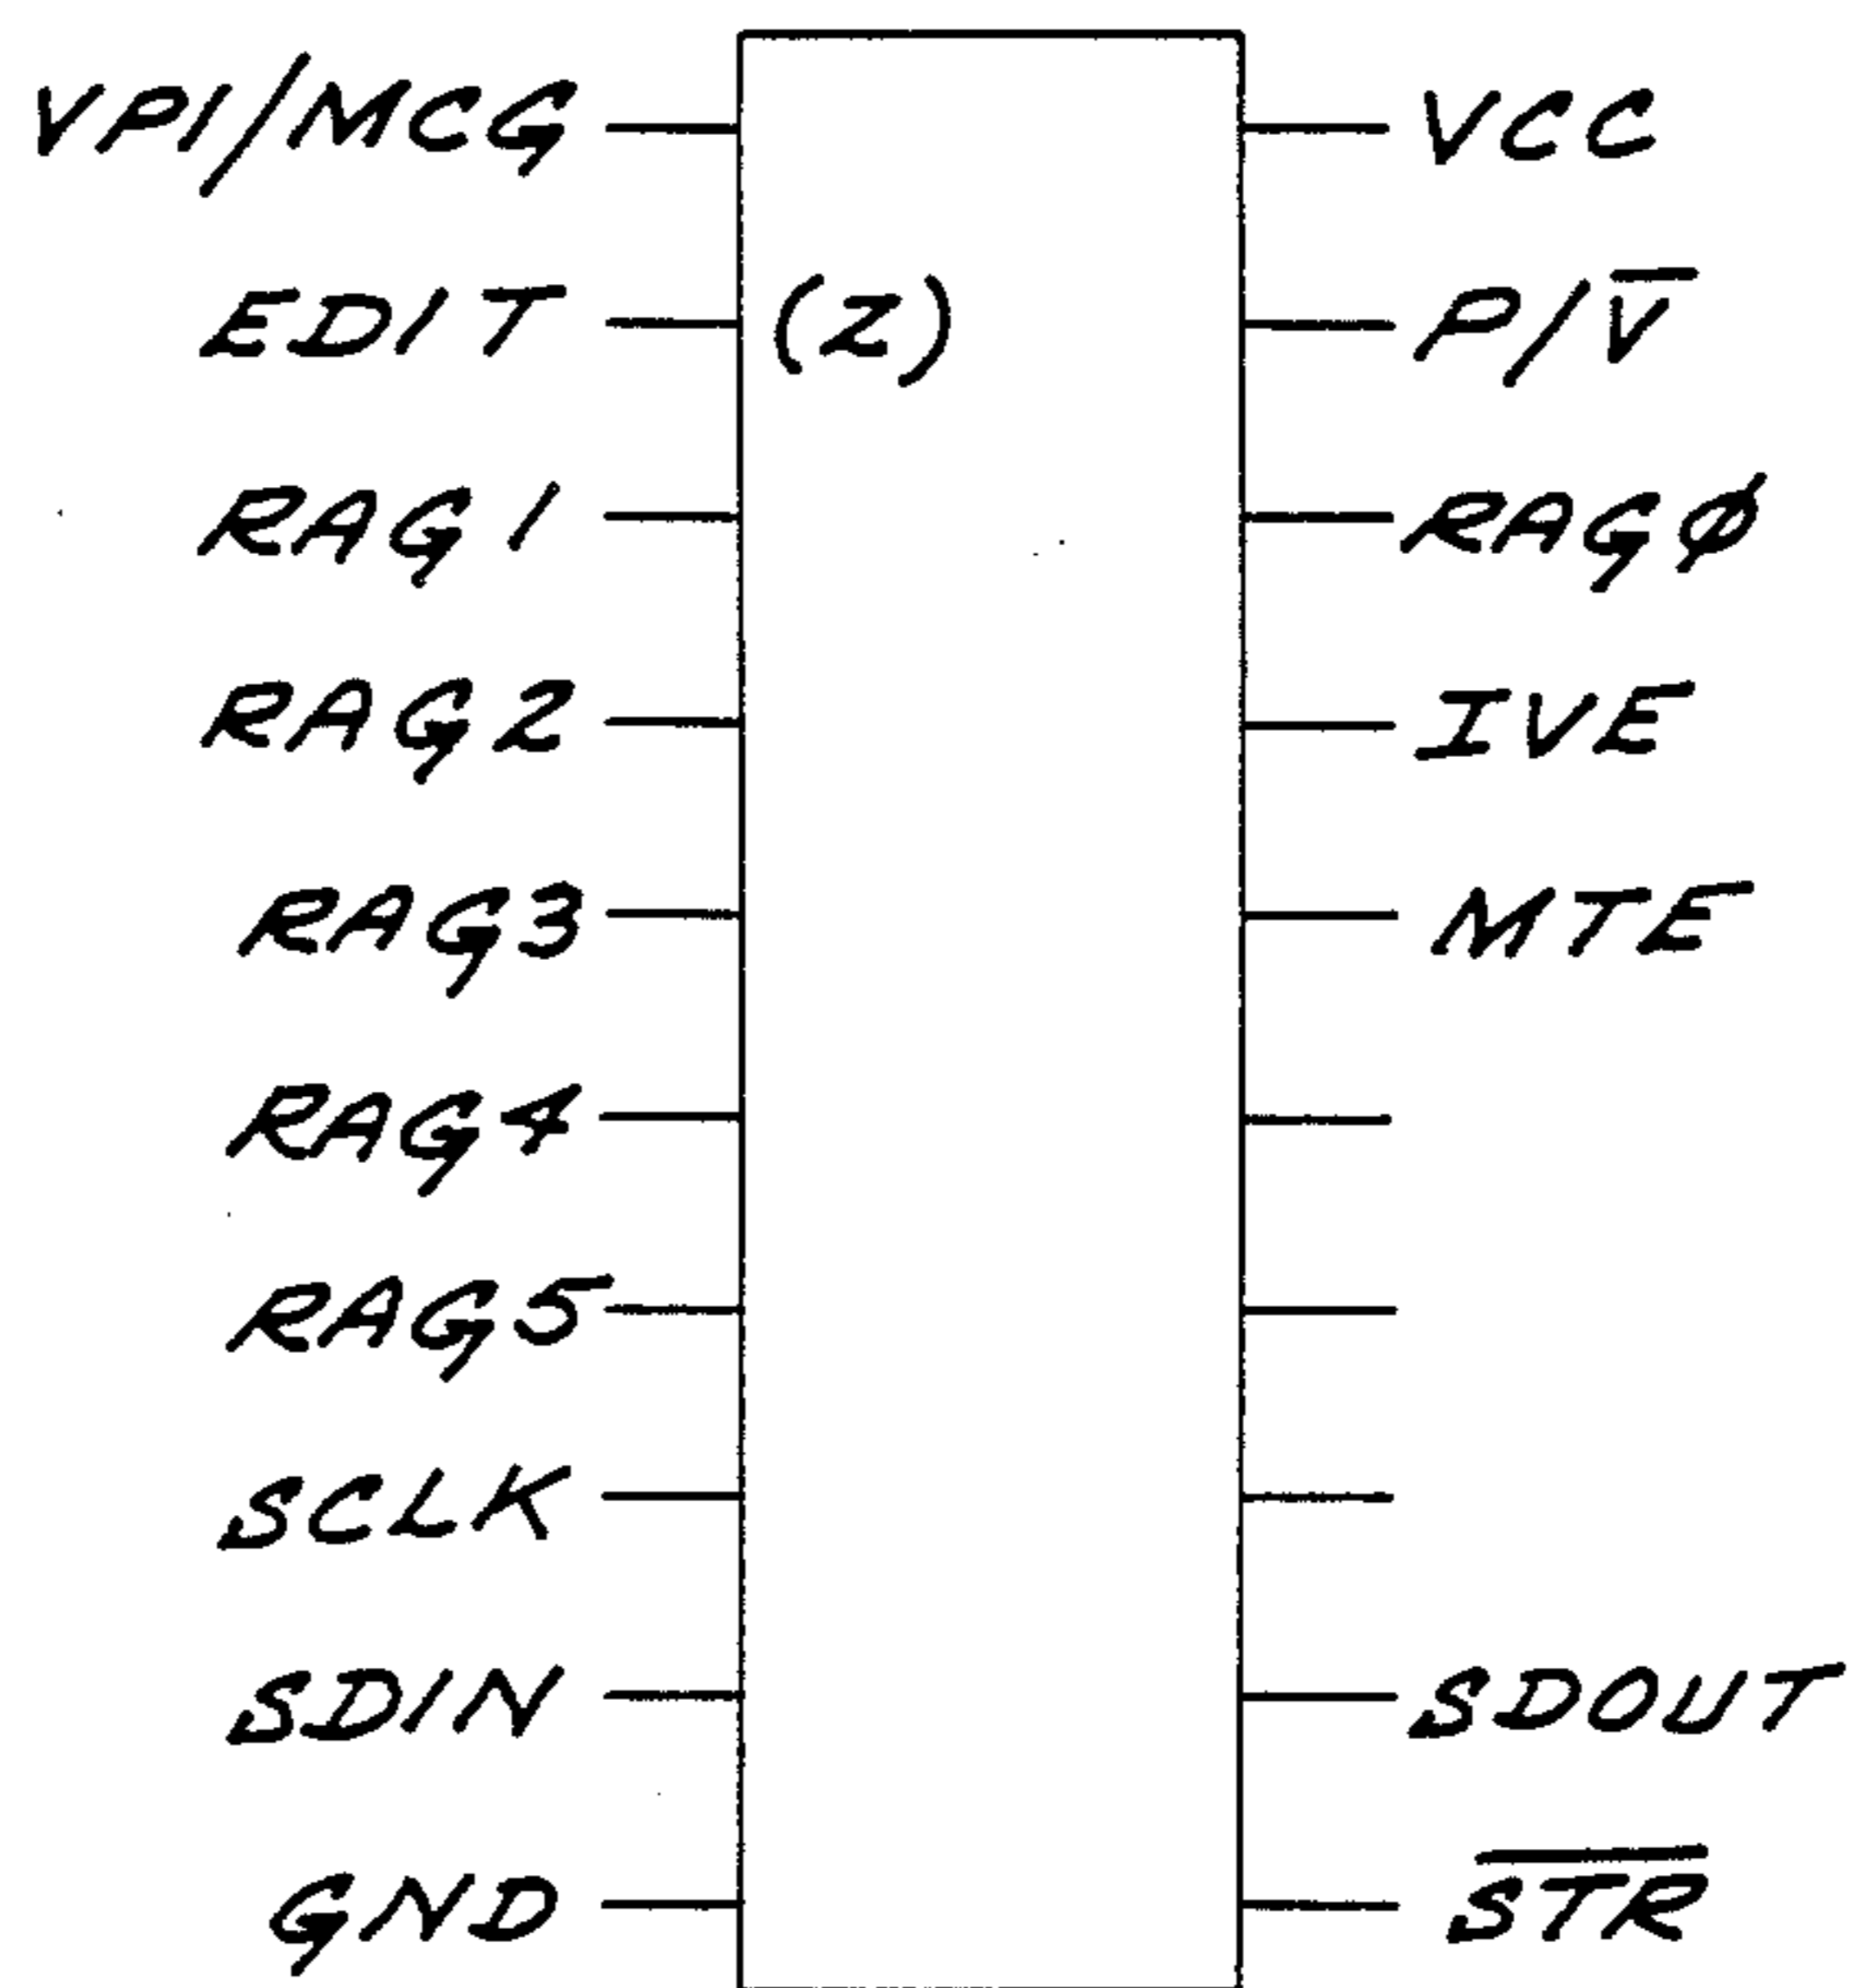 VPI/MCG VCC
EDIT (Z) P/V̅
RAG1 RAGØ
RAG2 IVE
RAG3 MTE
RAG4
RAG5
SCLK
SDIN SDOUT
GND S̅T̅R̅